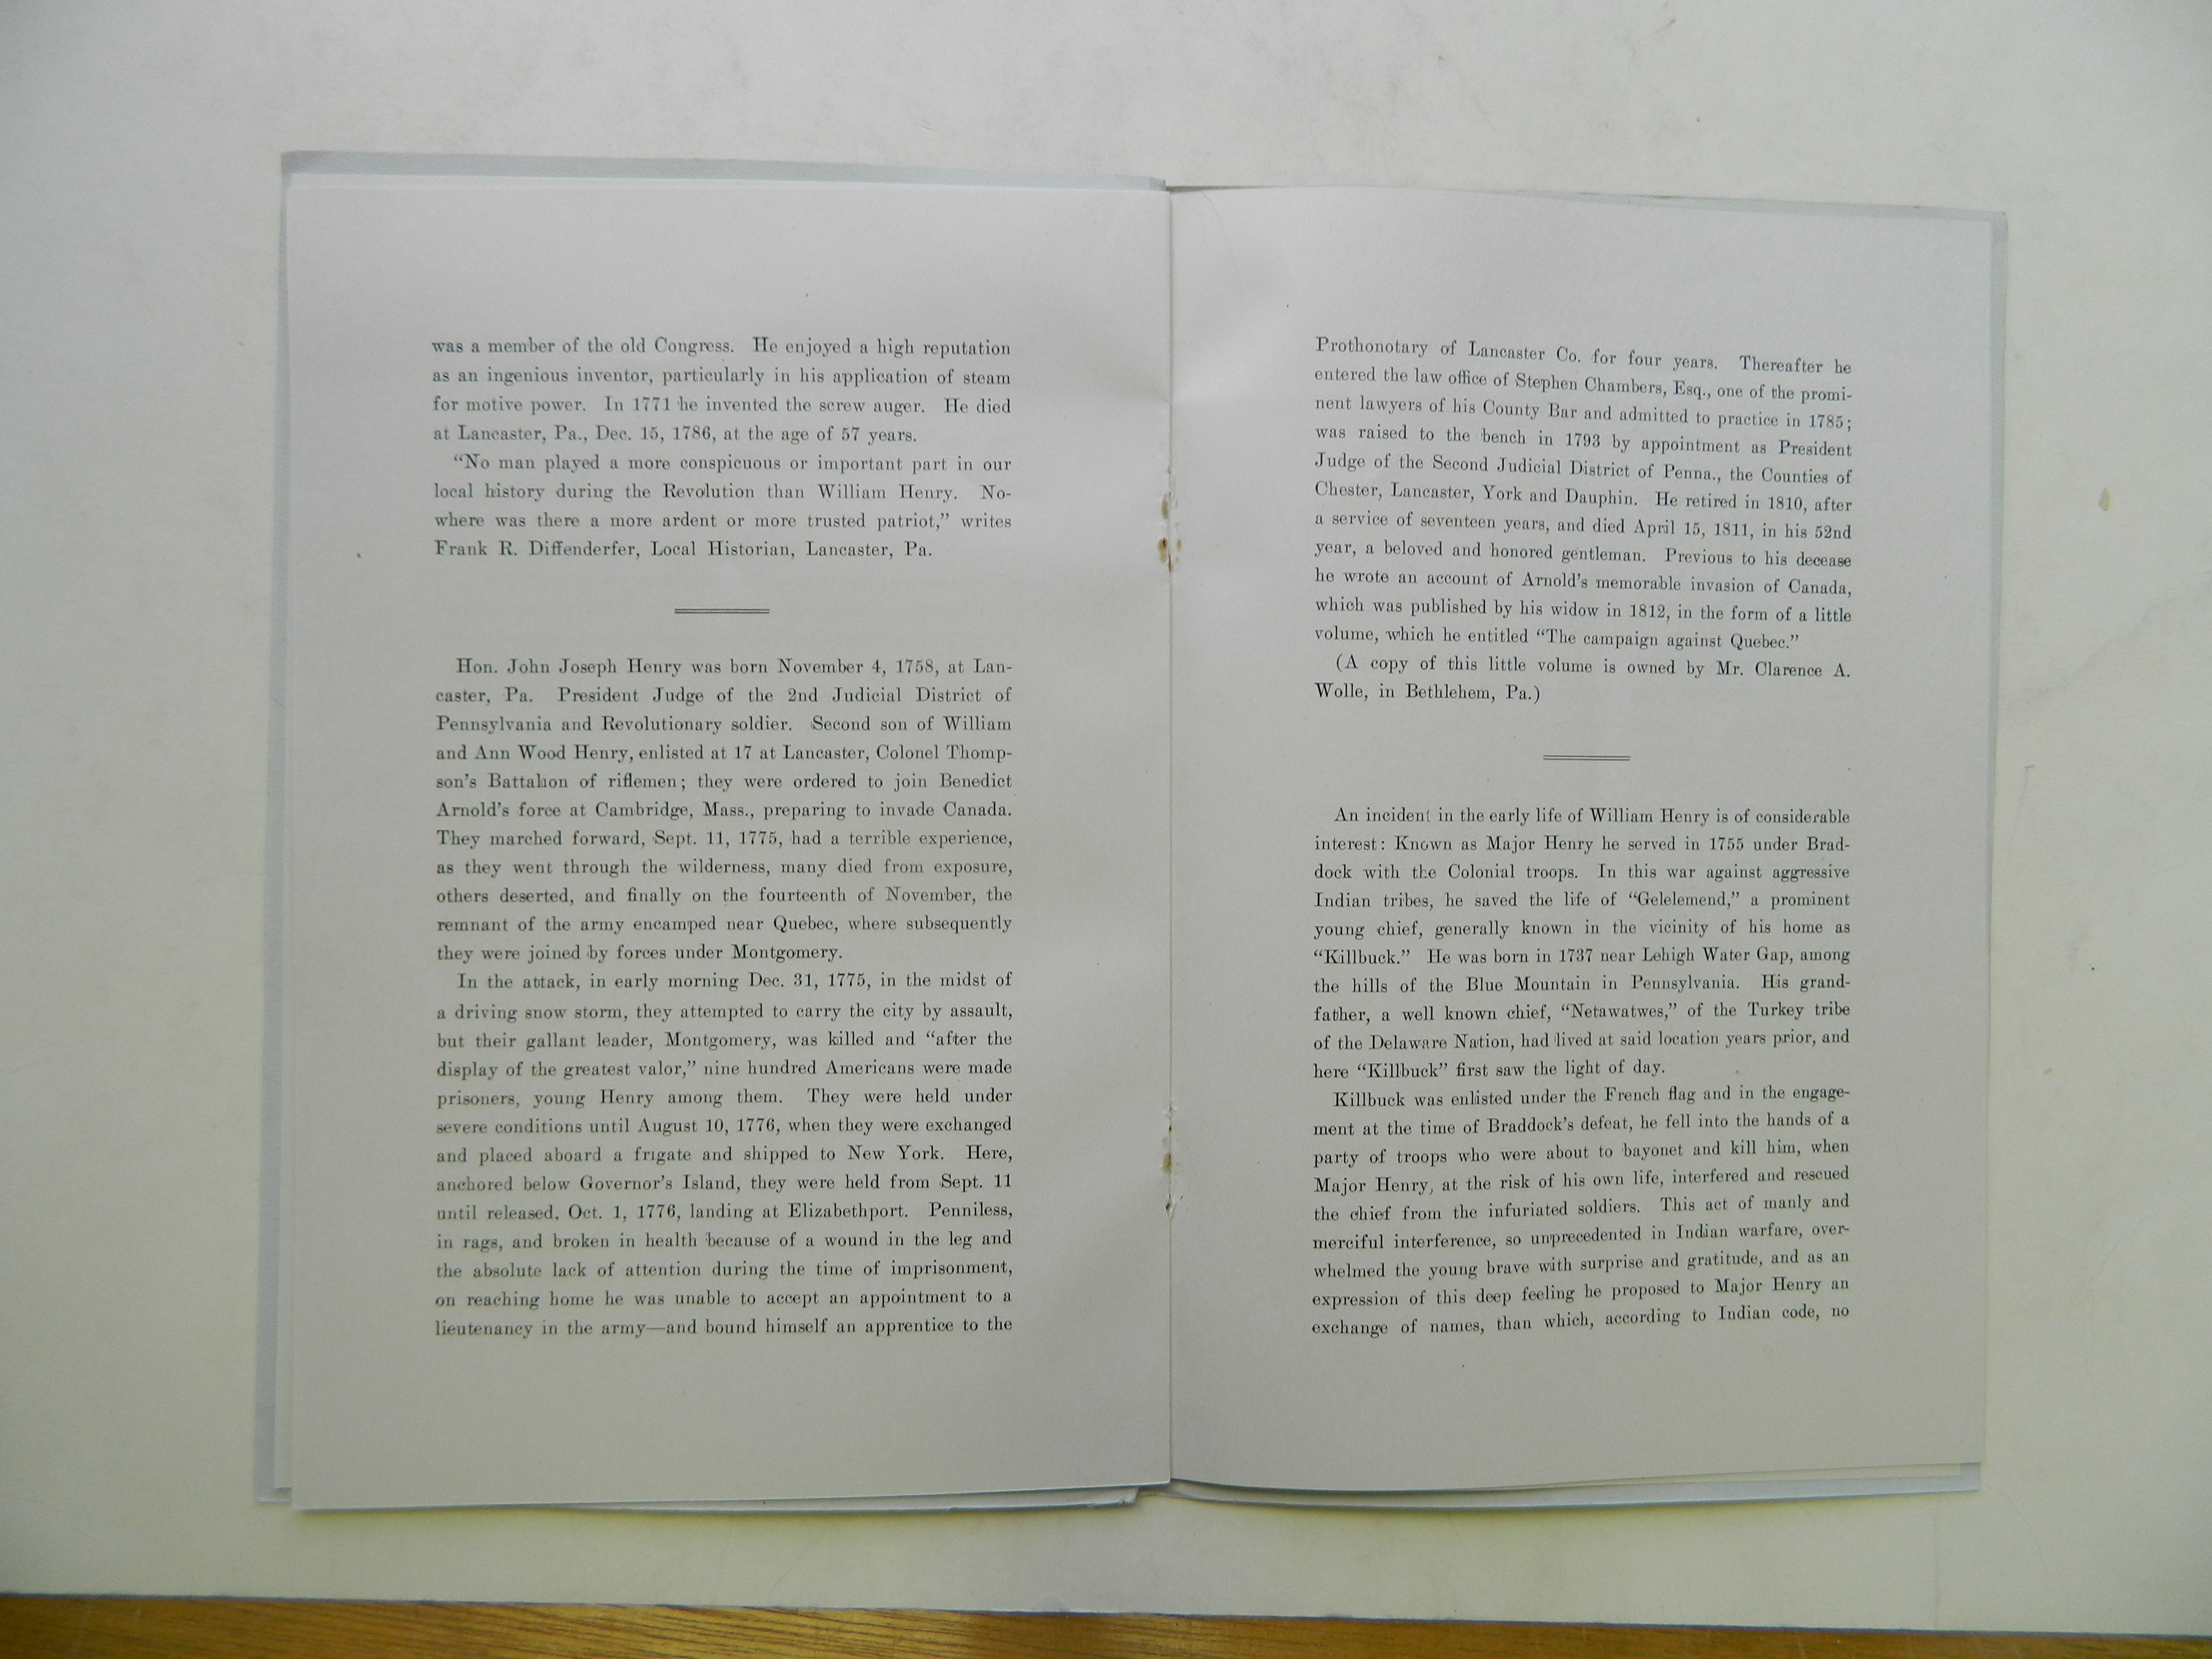 was a member of the old Congress. He enjoyed a high reputation
as an ingenious inventor, particularly in his application of steam
for motive power. In 1771 he invented the screw auger. He died
at Lancaster, Pa., Dec. 15, 1786, at the age of 57 years.
"No man played a more conspicuous or important part in our
local history during the Revolution than William Henry. No-
where was there a more ardent or more trusted patriot," writes
Frank R. Diffenderfer, Local Historian, Lancaster, Pa.
Hon. John Joseph Henry was born November 4, 1758, at Lan-
caster, Pa. President Judge of the 2nd Judicial District of
Pennsylvania and Revolutionary soldier. Second son of William
and Ann Wood Henry, enlisted at 17 at Lancaster, Colonel Thomp-
son's Battalion of riflemen; they were ordered to join Benedict
Arnold's force at Cambridge, Mass., preparing to invade Canada.
They marched forward, Sept. 11, 1775, had a terrible experience,
as they went through the wilderness, many died from exposure,
others deserted, and finally on the fourteenth of November, the
remnant of the army encamped near Quebec, where subsequently
they were joined by forces under Montgomery.
In the attack, in early morning Dec. 31, 1775, in the midst of
a driving snow storm, they attempted to carry the city by assault,
but their gallant leader, Montgomery, was killed and "after the
display of the greatest valor," nine hundred Americans were made
prisoners, young Henry among them. They were held under
severe conditions until August 10, 1776, when they were exchanged
and placed aboard a frigate and shipped to New York. Here,
anchored below Governor's Island, they were held from Sept. 11
until released, Oct. 1, 1776, landing at Elizabethport. Penniless,
in rags, and broken in health because of a wound in the leg and
the absolute lack of attention during the time of imprisonment,
on reaching home he was unable to accept an appointment to a
lieutenancy in the army—and bound himself an apprentice to the
Prothonotary of Lancaster Co. for four years. Thereafter he
entered the law office of Stephen Chambers, Esq., one of the promi-
nent lawyers of his County Bar and admitted to practice in 1785;
was raised to the bench in 1793 by appointment as President
Judge of the Second Judicial District of Penna., the Counties of
Chester, Lancaster, York and Dauphin. He retired in 1810, after
a service of seventeen years, and died April 15, 1811, in his 52nd
year, a beloved and honored gentleman. Previous to his decease
he wrote an account of Arnold's memorable invasion of Canada,
which was published by his widow in 1812, in the form of a little
volume, which he entitled "The campaign against Quebec."
(A copy of this little volume is owned by Mr. Clarence A.
Wolle, in Bethlehem, Pa.)
An incident in the early life of William Henry is of considerable
interest: Known as Major Henry he served in 1755 under Brad-
dock with the Colonial troops. In this war against aggressive
Indian tribes, he saved the life of "Gelelemend," a prominent
young chief, generally known in the vicinity of his home as
"Killbuck." He was born in 1737 near Lehigh Water Gap, among
the hills of the Blue Mountain in Pennsylvania. His grand-
father, a well known chief, "Netawatwes," of the Turkey tribe
of the Delaware Nation, had lived at said location years prior, and
here "Killbuck" first saw the light of day.
Killbuck was enlisted under the French flag and in the engage-
ment at the time of Braddock's defeat, he fell into the hands of a
party of troops who were about to bayonet and kill him, when
Major Henry, at the risk of his own life, interfered and rescued
the chief from the infuriated soldiers. This act of manly and
merciful interference, so unprecedented in Indian warfare, over-
whelmed the young brave with surprise and gratitude, and as an
expression of this deep feeling he proposed to Major Henry an
exchange of names, than which, according to Indian code, no